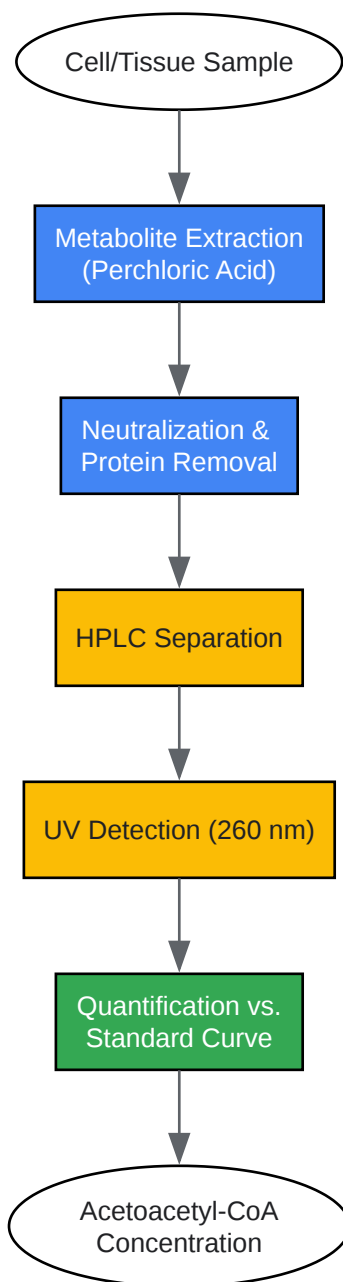 Cell/Tissue Sample
Metabolite Extraction
(Perchloric Acid)
Neutralization &
Protein Removal
HPLC Separation
UV Detection (260 nm)
Quantification vs.
Standard Curve
Acetoacetyl-CoA
Concentration